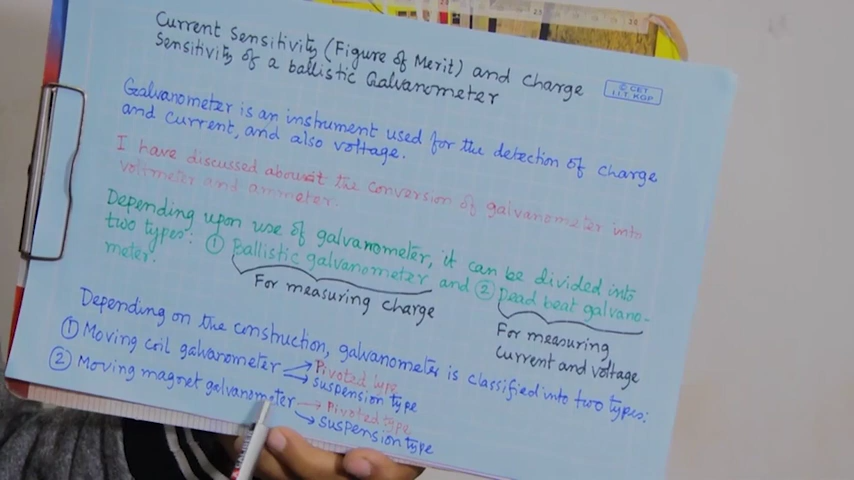 Current Sensitivity (Figure of Merit) and Charge
Sensitivity of a ballistic Galvanometer
© CET
I.I.T. KGP
Galvanometer is an instrument used for the detection of charge
and current, and also voltage.
I have discussed about the conversion of galvanometer into
voltmeter and ammeter.
Depending upon use of galvanometer, it can be divided into
two types: ① Ballistic galvanometer and ② Dead beat galvano-
meter.
For measuring charge
For measuring
current and voltage
Depending on the construction, galvanometer is classified into two types:
① Moving coil galvanometer → Pivoted type
→ suspension type
② Moving magnet galvanometer → Pivoted type
→ suspension type